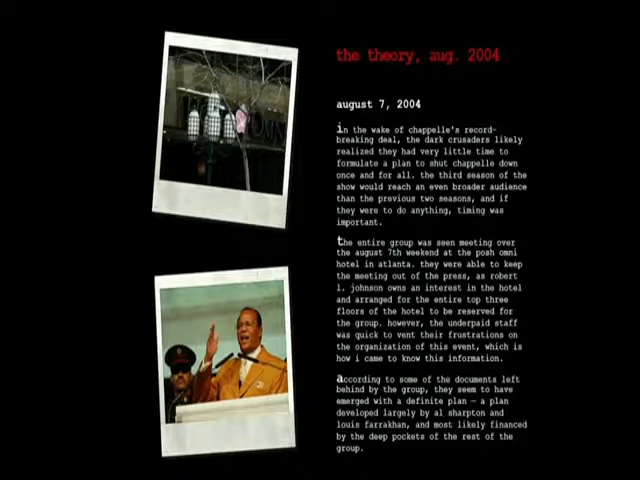 the theory, aug. 2004
august 7, 2004
in the wake of chappelle's record-
breaking deal, the dark crusaders likely
realized they had very little time to
formulate a plan to shut chappelle down
once and for all. the third season of the
show would reach an even broader audience
than the previous two seasons, and if
they were to do anything, timing was
important.
the entire group was seen meeting over
the august 7th weekend at the posh omni
hotel in atlanta. they were able to keep
the meeting out of the press, as robert
l. johnson owns an interest in the hotel
and arranged for the entire top three
floors of the hotel to be reserved for
the group. however, the underpaid staff
was quick to vent their frustrations on
the organization of this event, which is
how i came to know this information.
according to some of the documents left
behind by the group, they seem to have
emerged with a definite plan — a plan
developed largely by al sharpton and
louis farrakhan, and most likely financed
by the deep pockets of the rest of the
group.